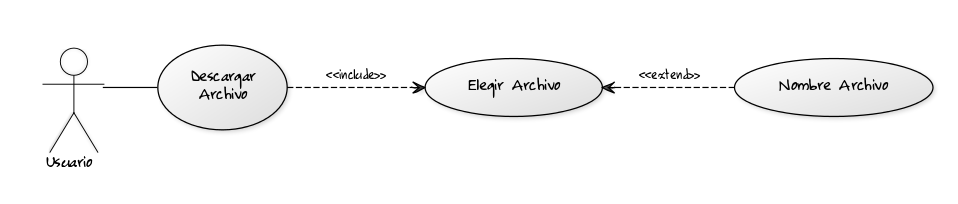 Descargar
Archivo
<<include>>
Elegir Archivo
<<extend>>
Nombre Archivo
Usuario